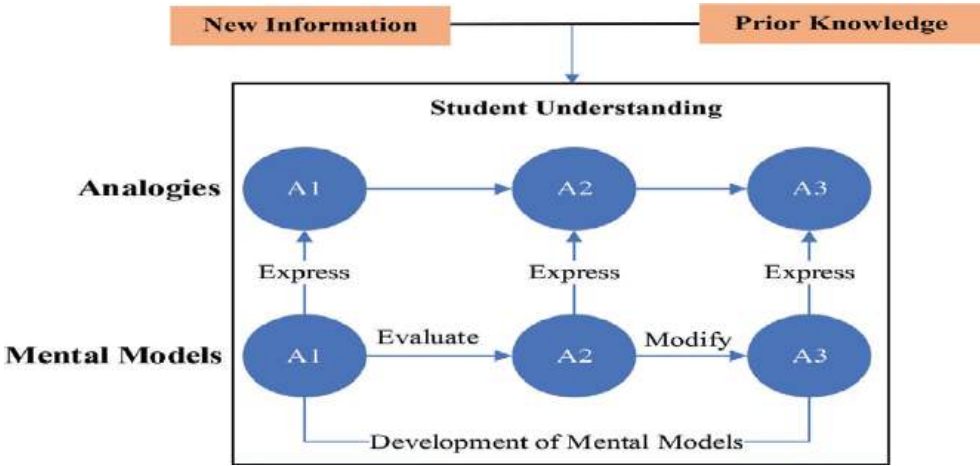 New Information
Prior Knowledge
Student Understanding
Analogies
A1
A2
A3
Express
Express
Express
Mental Models
A1
Evaluate
A2
Modify
A3
Development of Mental Models